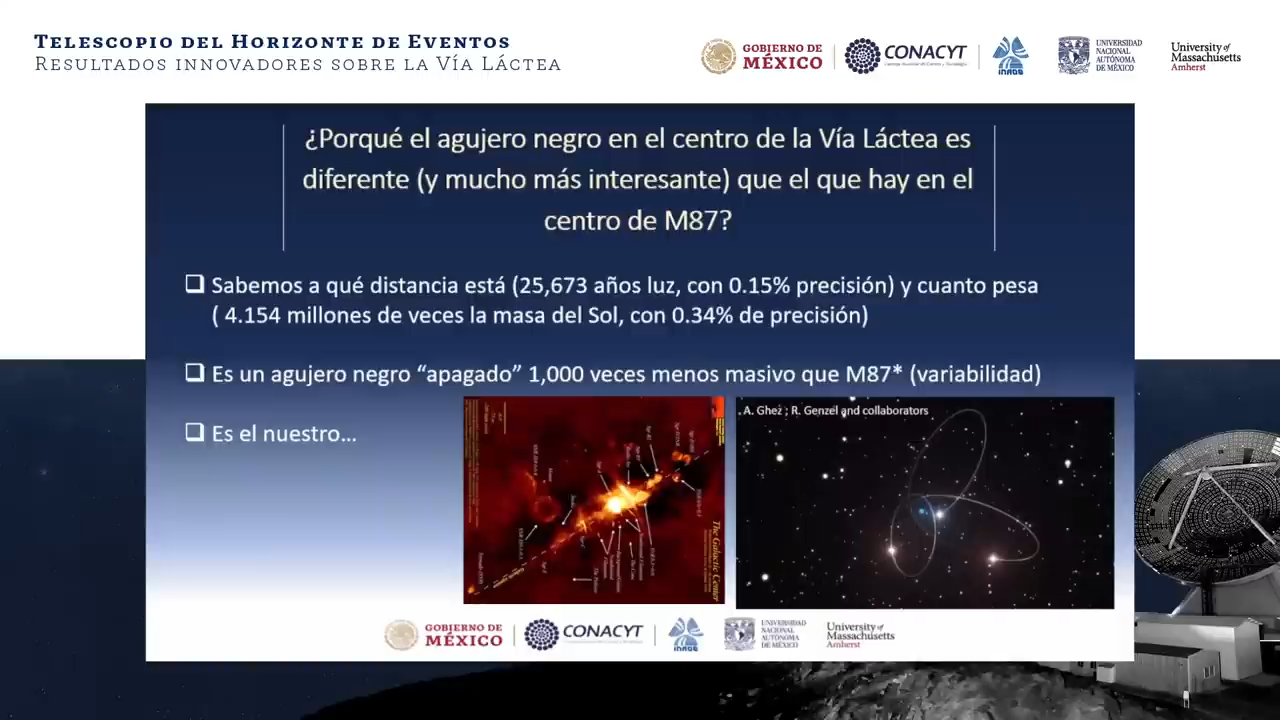 Telescopio del Horizonte de Eventos
Resultados innovadores sobre la Vía Láctea
GOBIERNO DE
MÉXICO
CONACYT
INAOE
UNIVERSIDAD
NACIONAL
AUTÓNOMA
DE MÉXICO
University of
Massachusetts
Amherst
¿Porqué el agujero negro en el centro de la Vía Láctea es
diferente (y mucho más interesante) que el que hay en el
centro de M87?
❑ Sabemos a qué distancia está (25,673 años luz, con 0.15% precisión) y cuanto pesa
( 4.154 millones de veces la masa del Sol, con 0.34% de precisión)
❑ Es un agujero negro “apagado” 1,000 veces menos masivo que M87* (variabilidad)
❑ Es el nuestro…
The Galactic Center
A. Ghez ; R. Genzel and collaborators
GOBIERNO DE
MÉXICO
CONACYT
INAOE
UNIVERSIDAD
NACIONAL
AUTÓNOMA
DE MÉXICO
University of
Massachusetts
Amherst